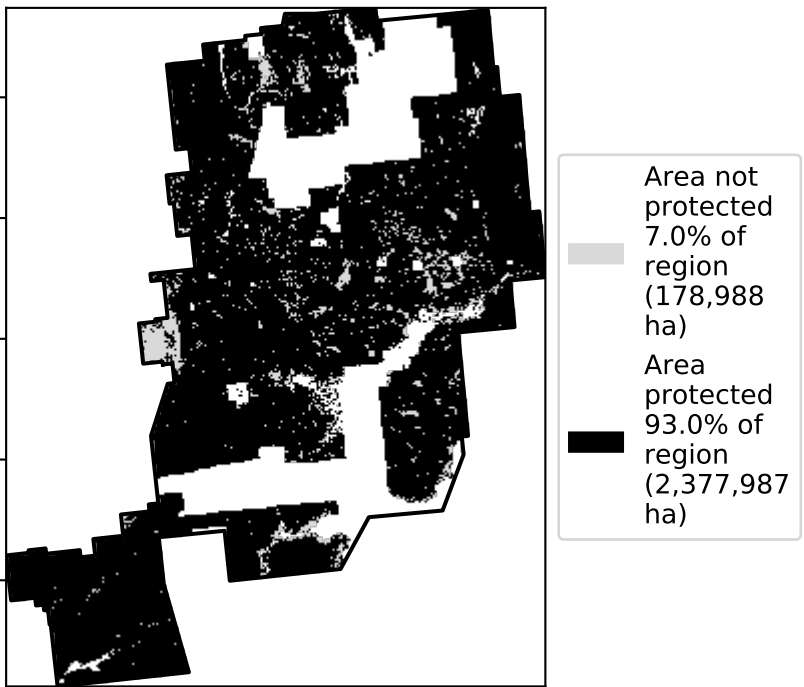 Area not
protected
7.0% of
region
(178,988
ha)
Area
protected
93.0% of
region
(2,377,987
ha)